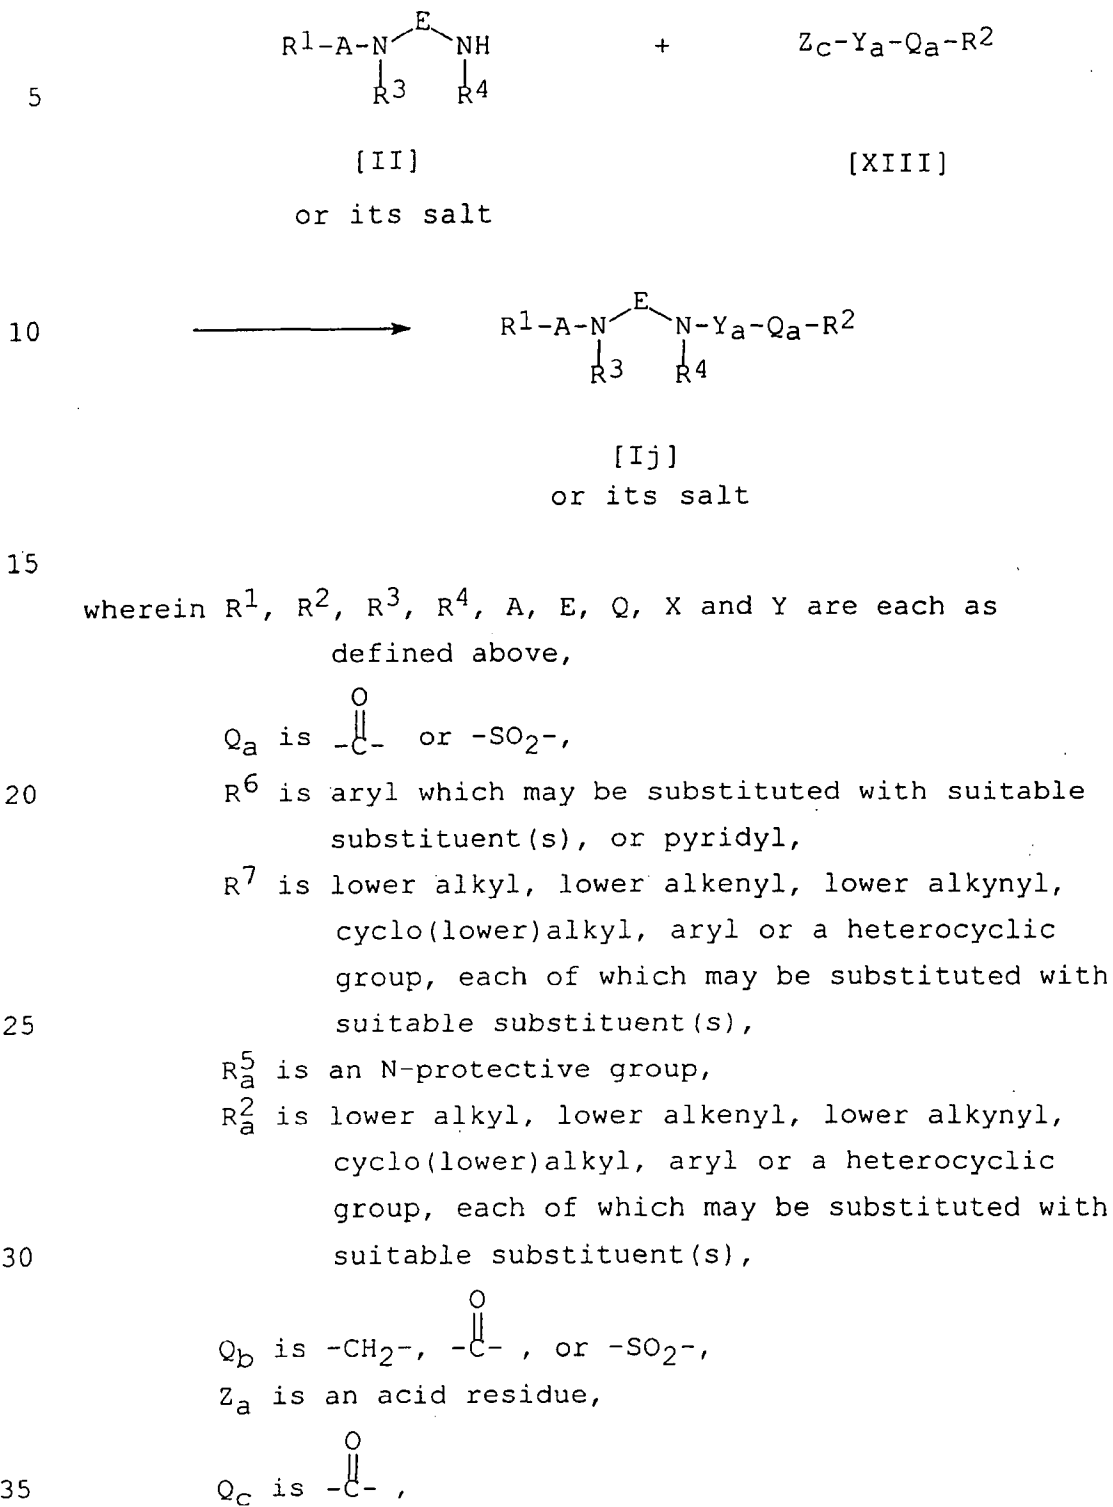 R1-A-N E NH + Zc-Ya-Qa-R2
5 R3 R4
[II] [XIII]
or its salt
10 R1-A-N E N-Ya-Qa-R2
R3 R4
[Ij]
or its salt
15
wherein R1, R2, R3, R4, A, E, Q, X and Y are each as
defined above,
O
Qa is -C- or -SO2-,
20 R6 is aryl which may be substituted with suitable
substituent(s), or pyridyl,
R7 is lower alkyl, lower alkenyl, lower alkynyl,
cyclo(lower)alkyl, aryl or a heterocyclic
group, each of which may be substituted with
25 suitable substituent(s),
R5a is an N-protective group,
R2a is lower alkyl, lower alkenyl, lower alkynyl,
cyclo(lower)alkyl, aryl or a heterocyclic
group, each of which may be substituted with
30 suitable substituent(s),
O
Qb is -CH2-, -C- , or -SO2-,
Za is an acid residue,
O
35 Qc is -C- ,